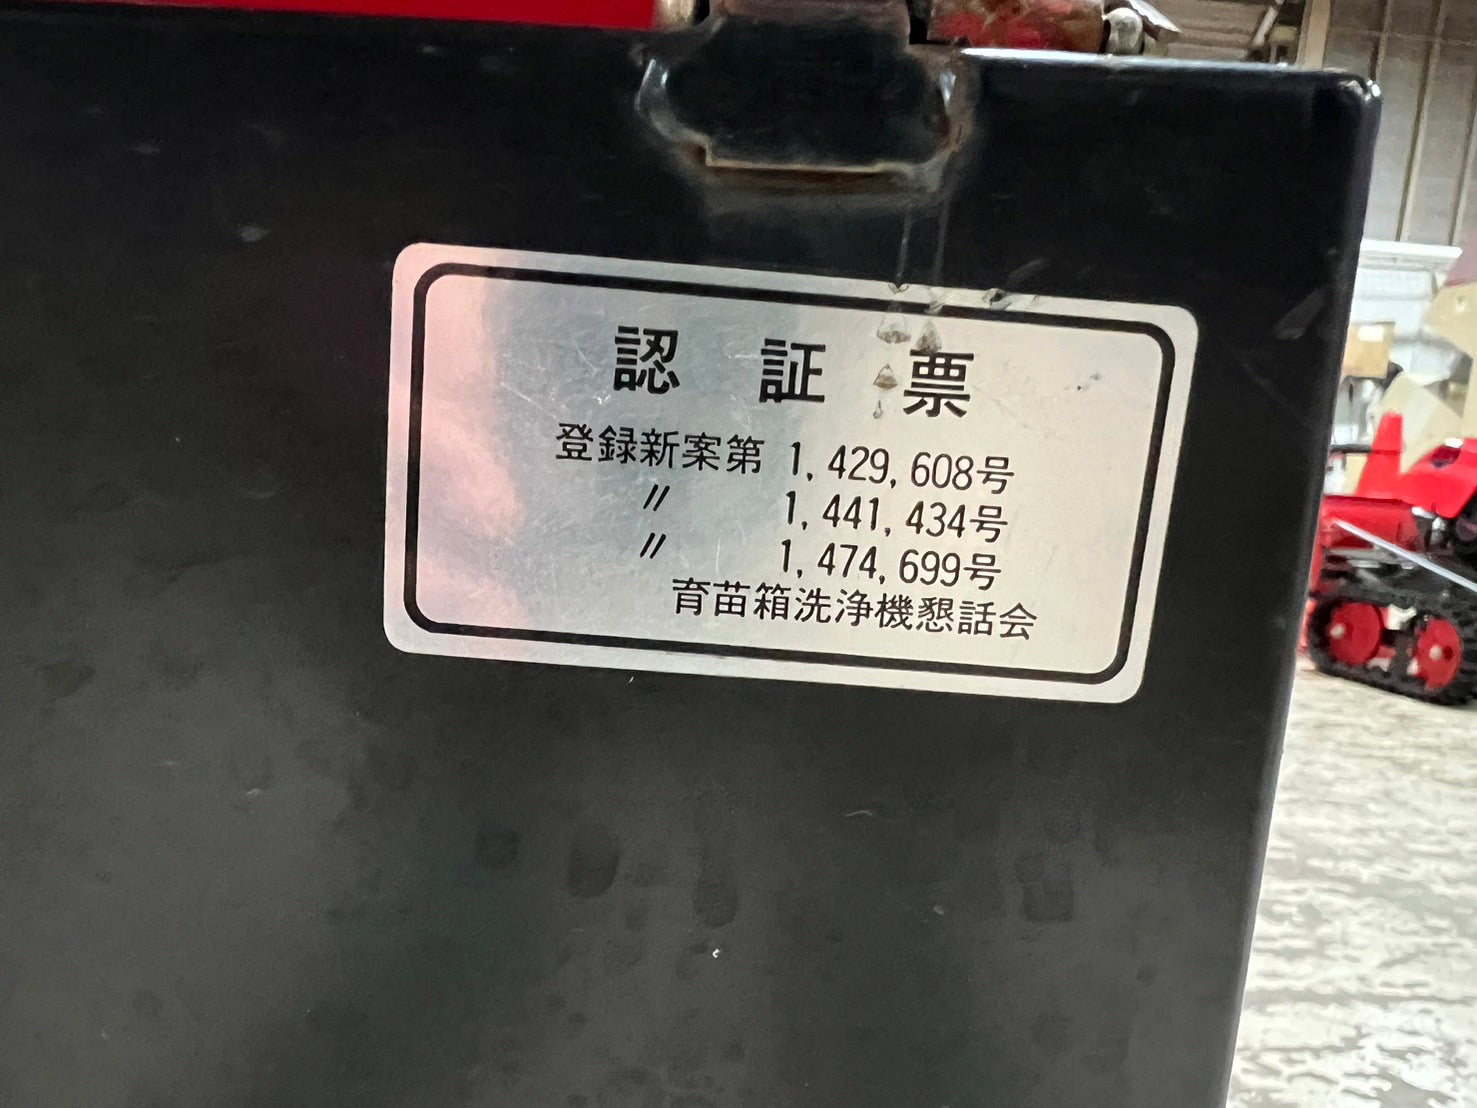 認証票
登録新案第 1,429,608号
〃 1,441,434号
〃 1,474,699号
育苗箱洗浄機懇話会